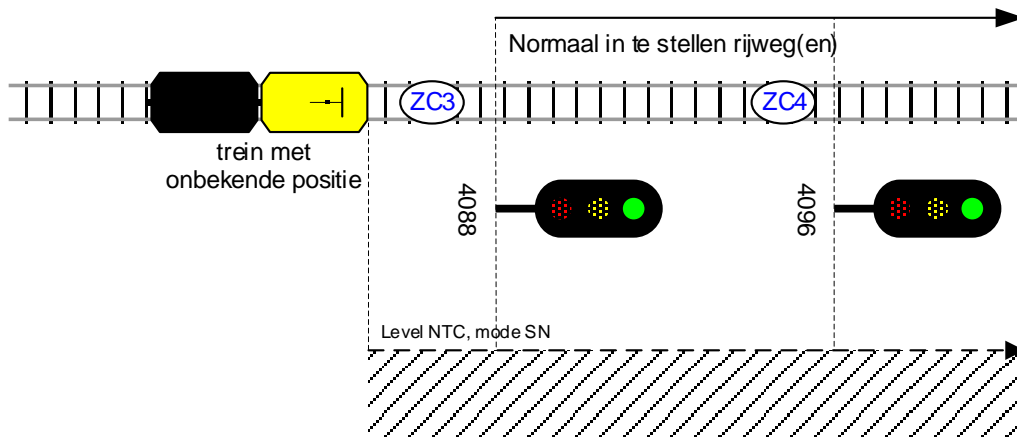 Normaal in te stellen rijweg(en)
ZC3
ZC4
trein met
onbekende positie
4088
4096
Level NTC, mode SN